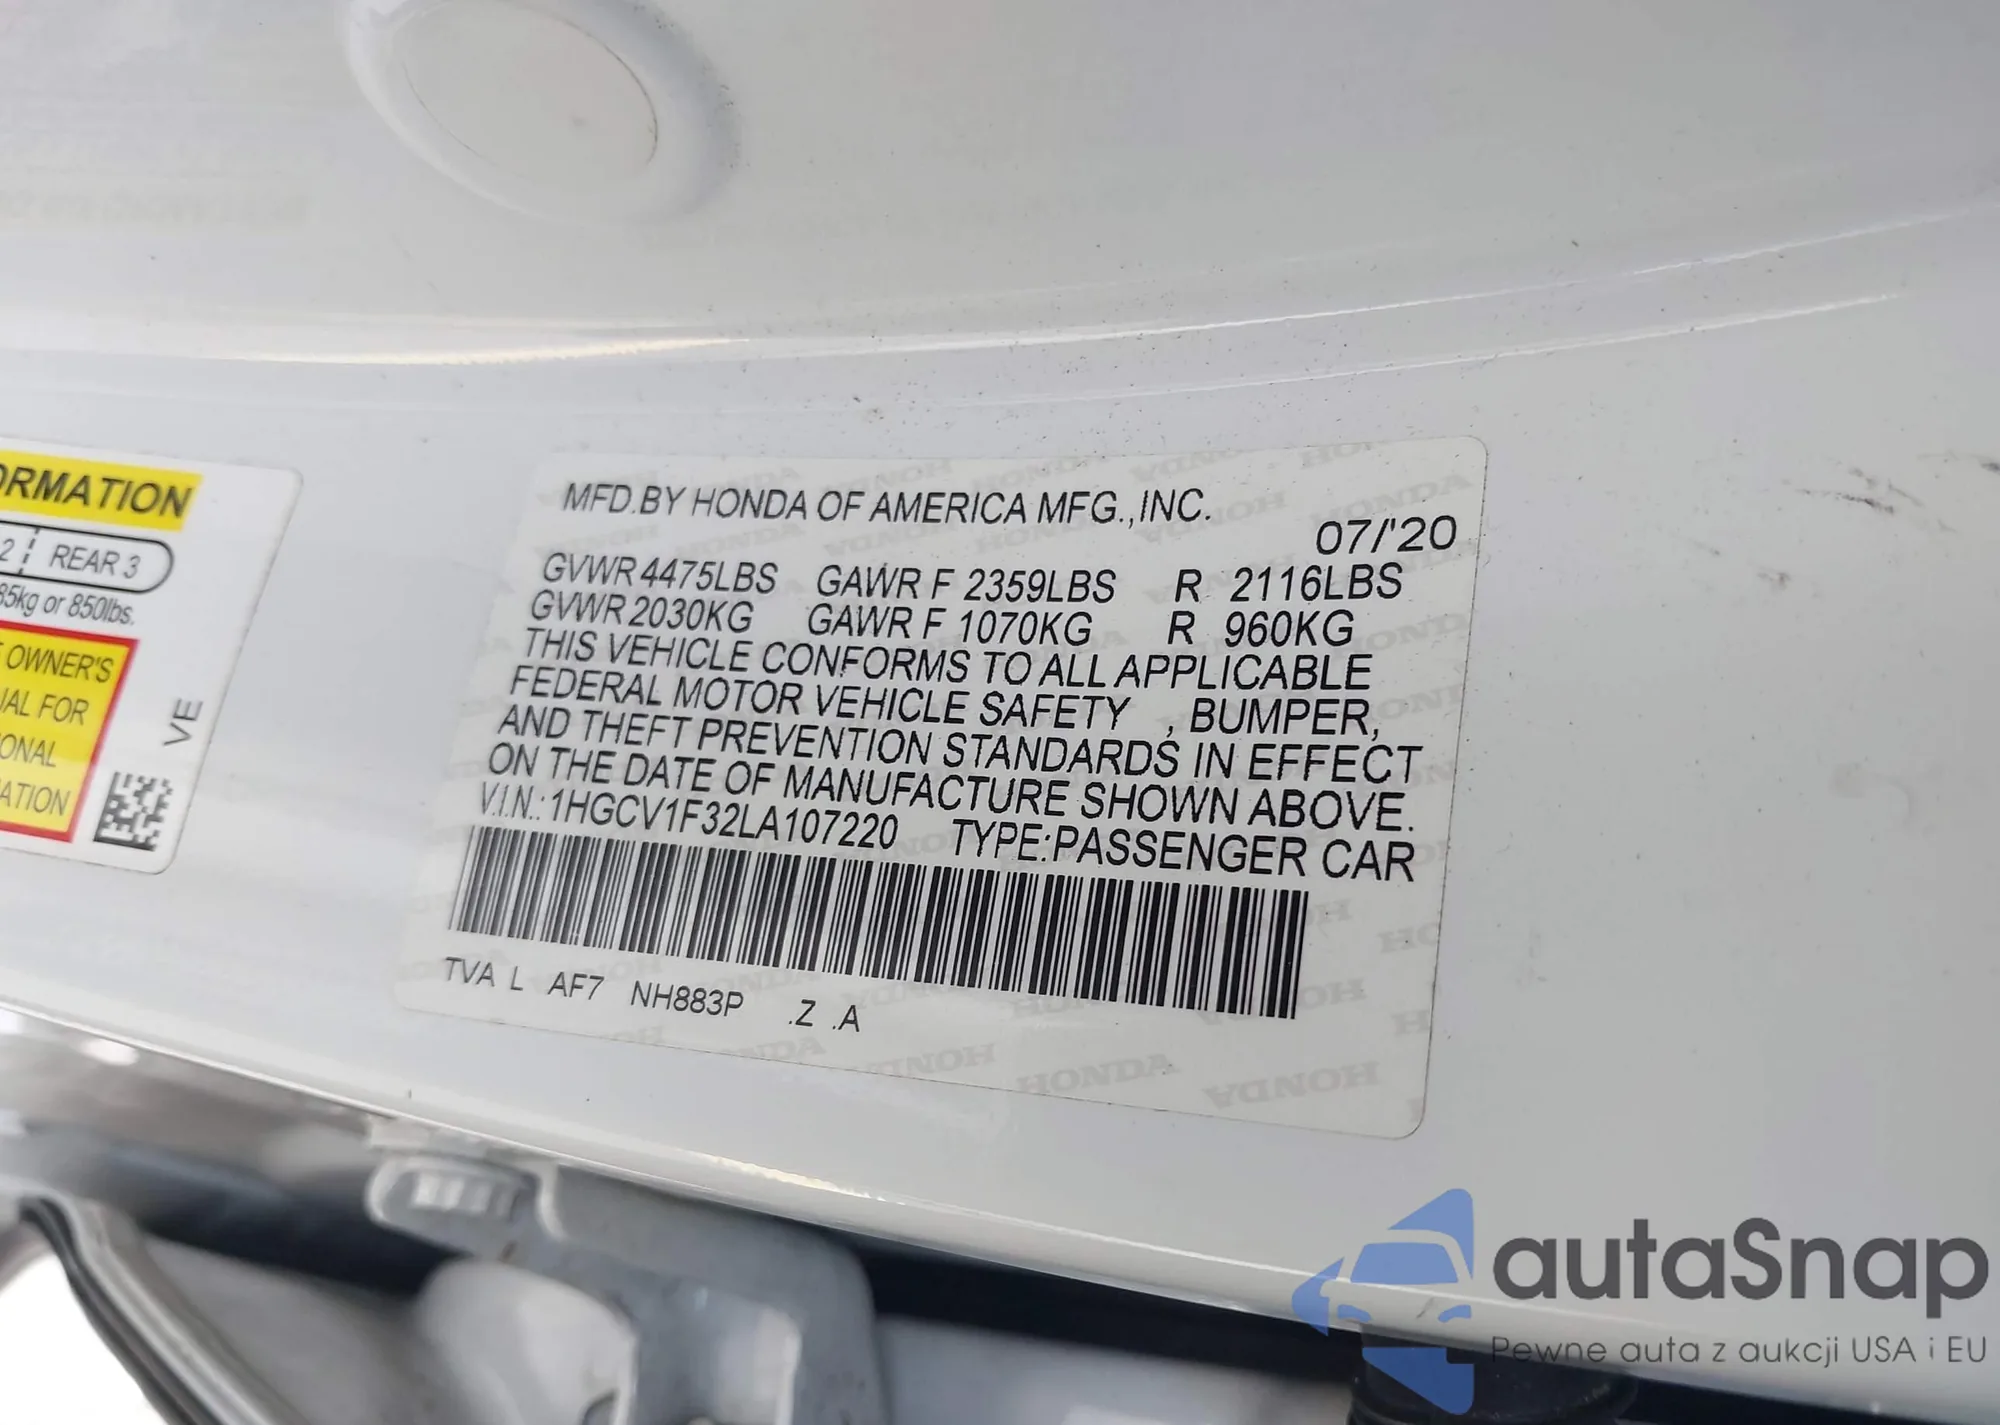 ORMATION
2 REAR 3
85kg or 850lbs.
OWNER'S
UAL FOR
ONAL
ATION
VE
MFD.BY HONDA OF AMERICA MFG.,INC.
07/'20
GVWR 4475LBS GAWR F 2359LBS R 2116LBS
GVWR 2030KG GAWR F 1070KG R 960KG
THIS VEHICLE CONFORMS TO ALL APPLICABLE
FEDERAL MOTOR VEHICLE SAFETY , BUMPER,
AND THEFT PREVENTION STANDARDS IN EFFECT
ON THE DATE OF MANUFACTURE SHOWN ABOVE.
V.I.N.: 1HGCV1F32LA107220 TYPE:PASSENGER CAR
TVA L AF7 NH883P .Z .A
autaSnap
Pewne auta z aukcji USA i EU